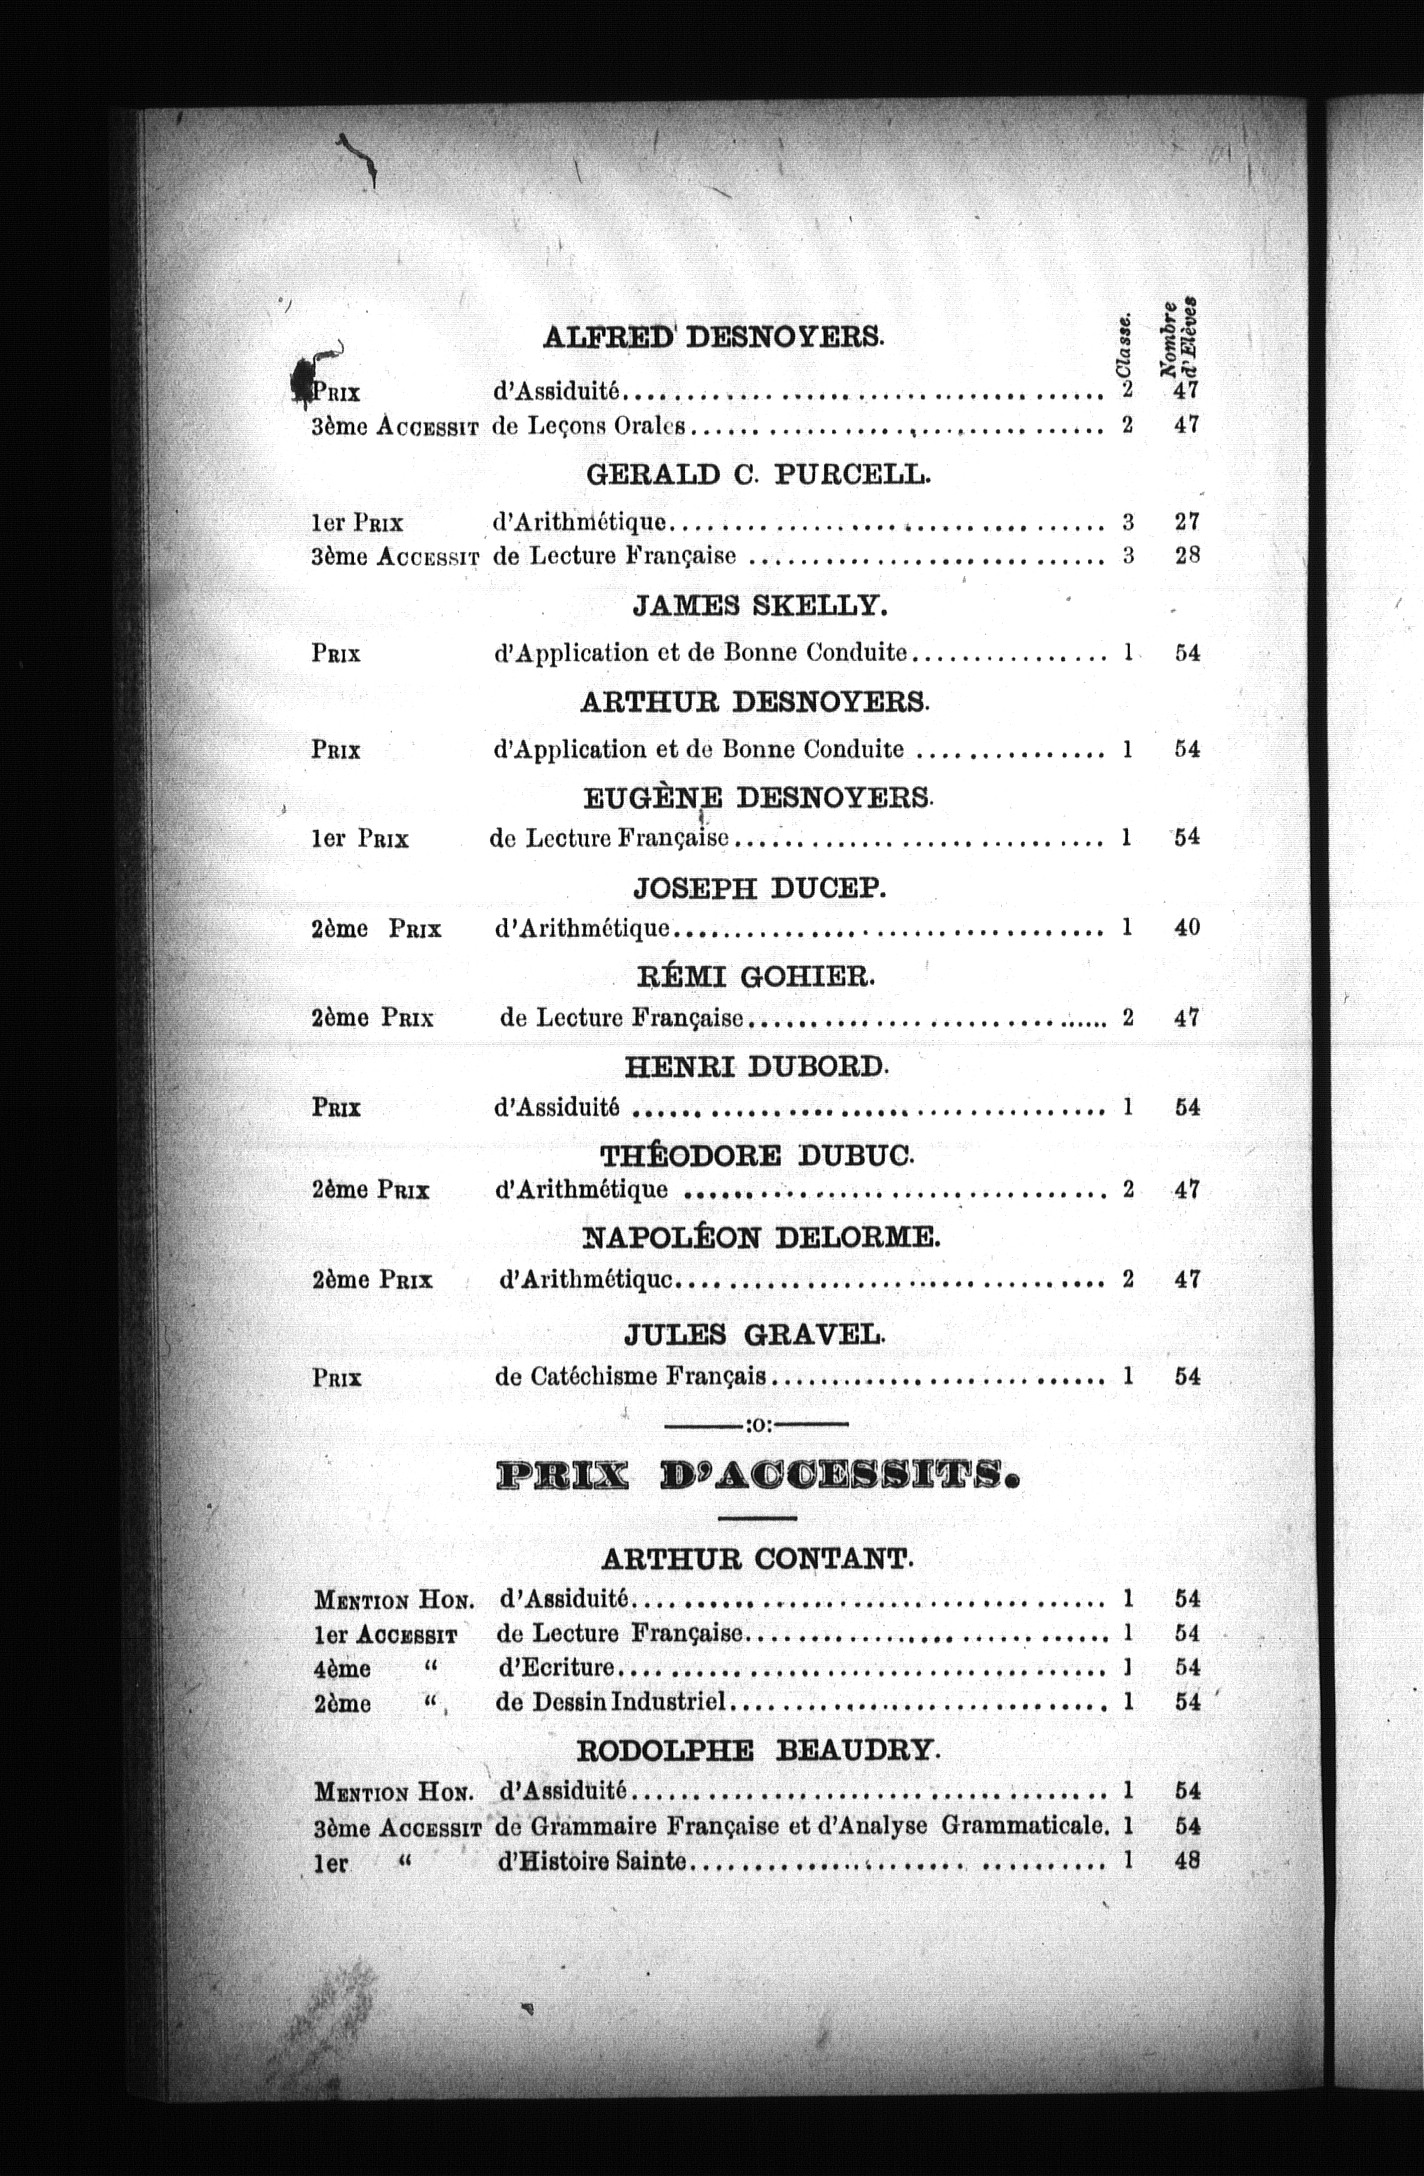 Classe. Nombre d'Elèves
ALFRED DESNOYERS.
PRIX d'Assiduité........................................ 2 47
3ème ACCESSIT de Leçons Orales................................ 2 47
GERALD C. PURCELL.
1er PRIX d'Arithmétique.................................. 3 27
3ème ACCESSIT de Lecture Française ............................ 3 28
JAMES SKELLY.
PRIX d'Application et de Bonne Conduite................ 1 54
ARTHUR DESNOYERS.
PRIX d'Application et de Bonne Conduite ............... 1 54
EUGÈNE DESNOYERS.
1er PRIX de Lecture Française............................. 1 54
JOSEPH DUCEP.
2ème PRIX d'Arithmétique.................................. 1 40
RÉMI GOHIER.
2ème PRIX de Lecture Française............................. 2 47
HENRI DUBORD.
PRIX d'Assiduité ..................................... 1 54
THÉODORE DUBUC.
2ème PRIX d'Arithmétique ................................. 2 47
NAPOLÉON DELORME.
2ème PRIX d'Arithmétique.................................. 2 47
JULES GRAVEL.
PRIX de Catéchisme Français.......................... 1 54
:o:
PRIX D'ACCESSITS.
ARTHUR CONTANT.
MENTION HON. d'Assiduité..................................... 1 54
1er ACCESSIT de Lecture Française............................. 1 54
4ème “ d'Ecriture...................................... 1 54
2ème “ de Dessin Industriel.............................. 1 54
RODOLPHE BEAUDRY.
MENTION HON. d'Assiduité..................................... 1 54
3ème ACCESSIT de Grammaire Française et d'Analyse Grammaticale. 1 54
1er “ d'Histoire Sainte................................ 1 48